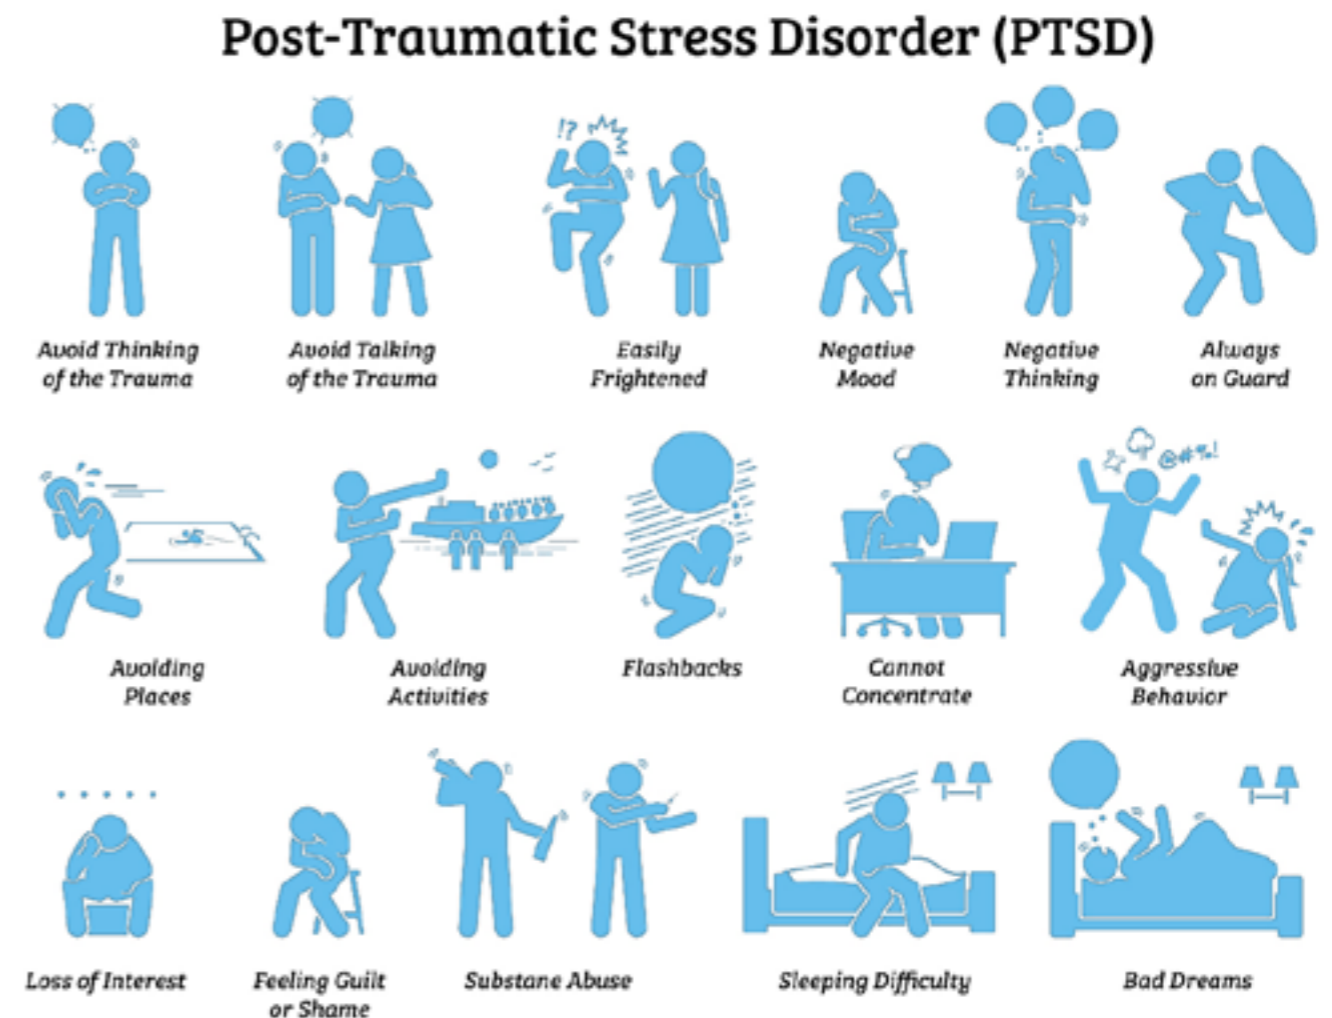 Post-Traumatic Stress Disorder (PTSD)
!?
Avoid Thinking
of the Trauma
Avoid Talking
of the Trauma
Easily
Frightened
Negative
Mood
Negative
Thinking
Always
on Guard
@#%!
Avoiding
Places
Avoiding
Activities
Flashbacks
Cannot
Concentrate
Aggressive
Behavior
Loss of Interest
Feeling Guilt
or Shame
Substane Abuse
Sleeping Difficulty
Bad Dreams